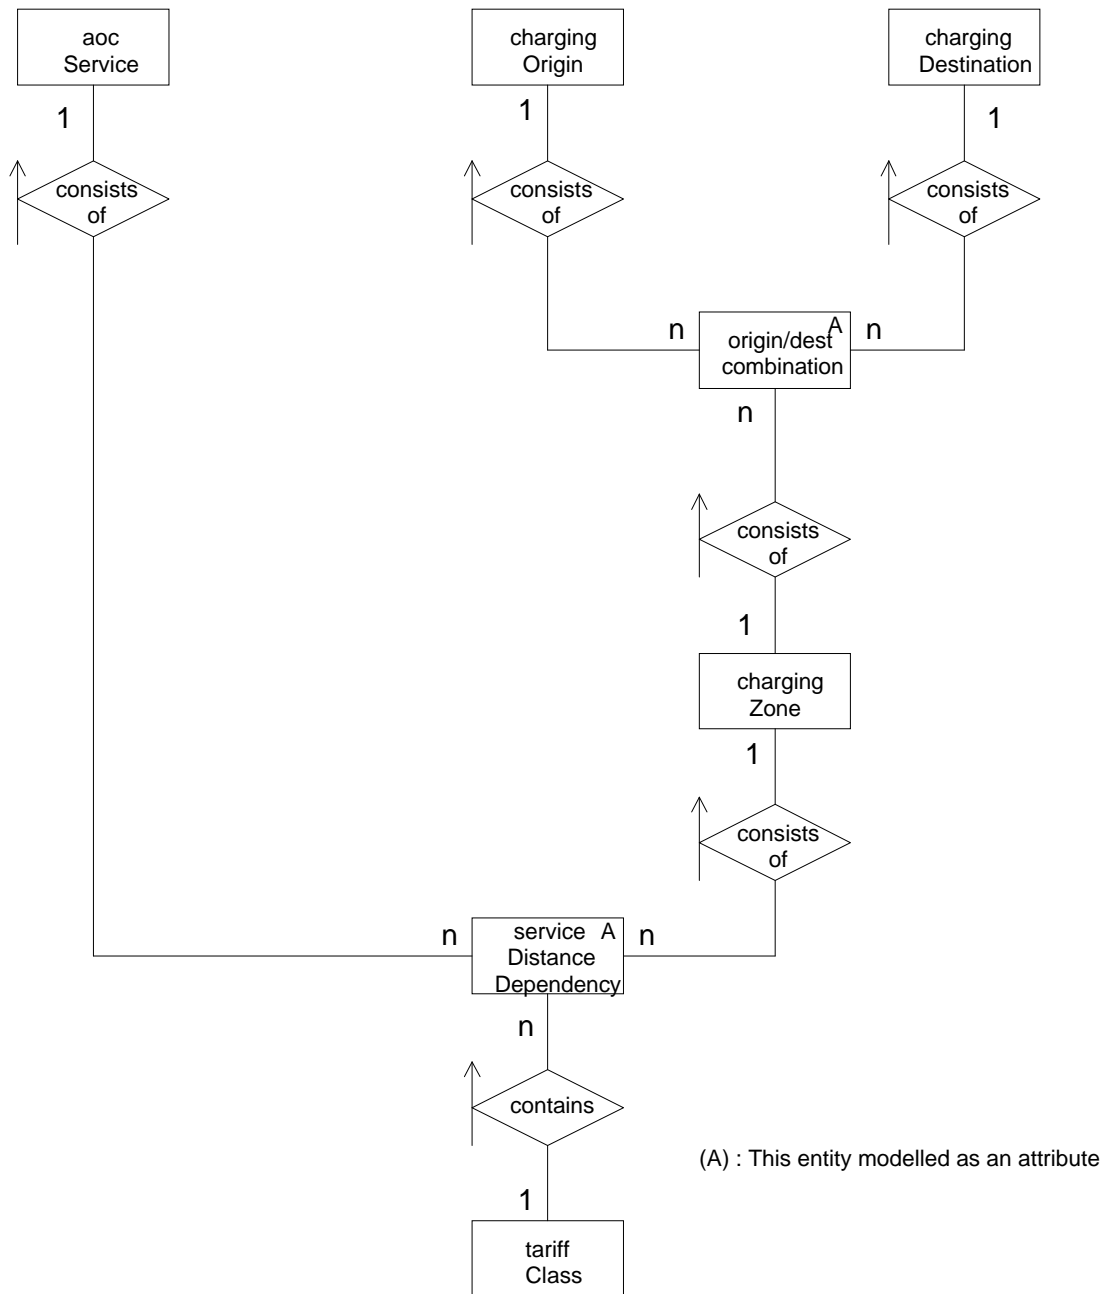 aoc
Service
charging
Origin
charging
Destination
1
1
1
consists
of
consists
of
consists
of
n
origin/dest
combination
A
n
n
consists
of
1
charging
Zone
1
consists
of
n
service A
Distance
Dependency
n
n
contains
(A) : This entity modelled as an attribute
1
tariff
Class